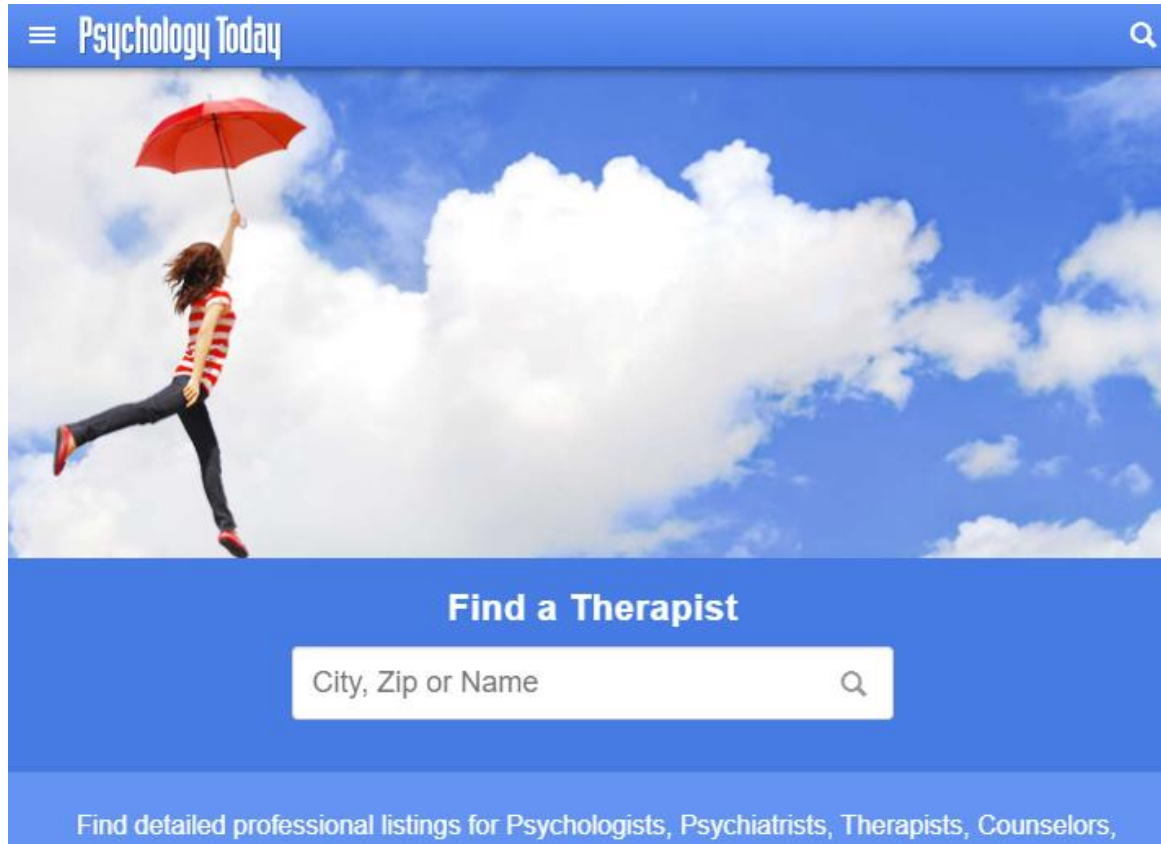 Psychology Today
Find a Therapist
City, Zip or Name
Find detailed professional listings for Psychologists, Psychiatrists, Therapists, Counselors,